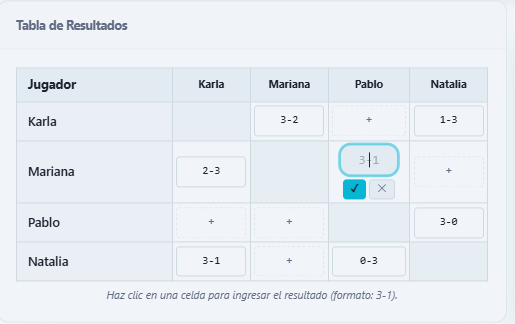 Tabla de Resultados
Jugador Karla Mariana Pablo Natalia
Karla 3-2 + 1-3
Mariana 2-3 3-1 +
✓ ×
Pablo + + 3-0
Natalia 3-1 + 0-3
Haz clic en una celda para ingresar el resultado (formato: 3-1).